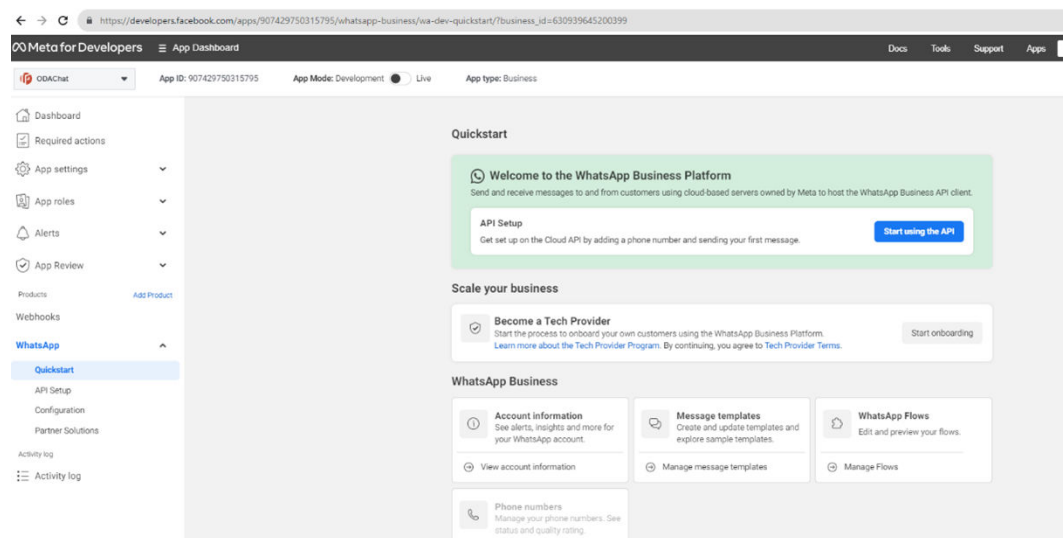 https://developers.facebook.com/apps/907429750315795/whatsapp-business/wa-dev-quickstart/?business_id=630939645200399
Meta for Developers App Dashboard Docs Tools Support Apps
ODAChat App ID: 907429750315795 App Mode: Development Live App type: Business
Dashboard
Required actions
App settings
App roles
Alerts
App Review
Products Add Product
Webhooks
WhatsApp
Quickstart
API Setup
Configuration
Partner Solutions
Activity log
Activity log
Quickstart
Welcome to the WhatsApp Business Platform
Send and receive messages to and from customers using cloud-based servers owned by Meta to host the WhatsApp Business API client.
API Setup
Get set up on the Cloud API by adding a phone number and sending your first message.
Start using the API
Scale your business
Become a Tech Provider
Start the process to onboard your own customers using the WhatsApp Business Platform.
Learn more about the Tech Provider Program. By continuing, you agree to Tech Provider Terms.
Start onboarding
WhatsApp Business
Account information
See alerts, insights and more for
your WhatsApp account.
View account information
Message templates
Create and update templates and
explore sample templates.
Manage message templates
WhatsApp Flows
Edit and preview your flows.
Manage Flows
Phone numbers
Manage your phone numbers. See
status and quality rating.